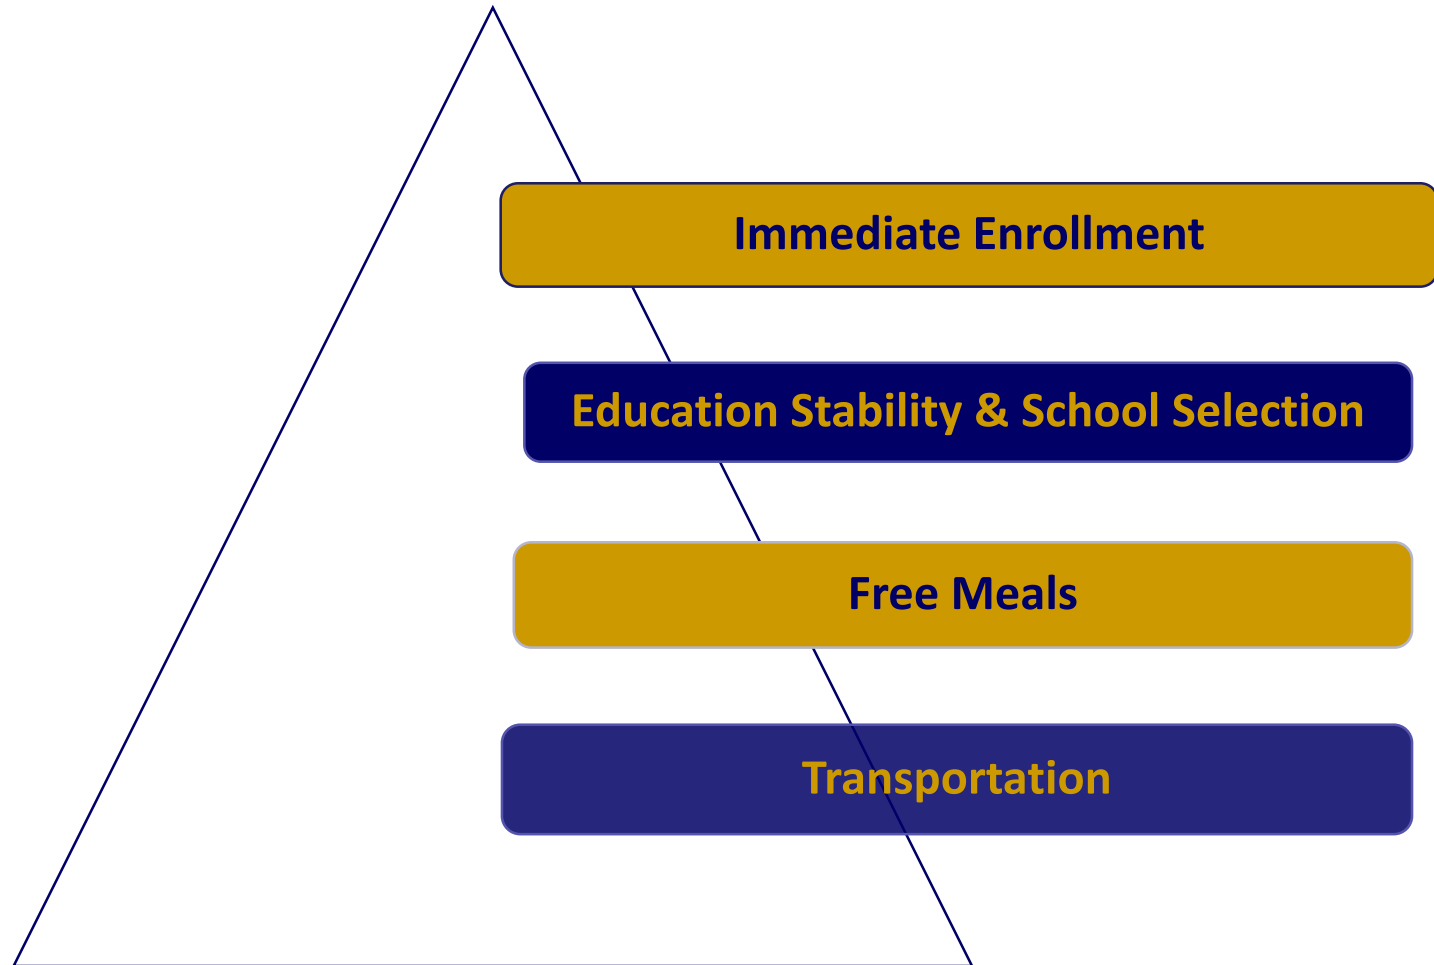 Immediate Enrollment
Education Stability & School Selection
Free Meals
Transportation